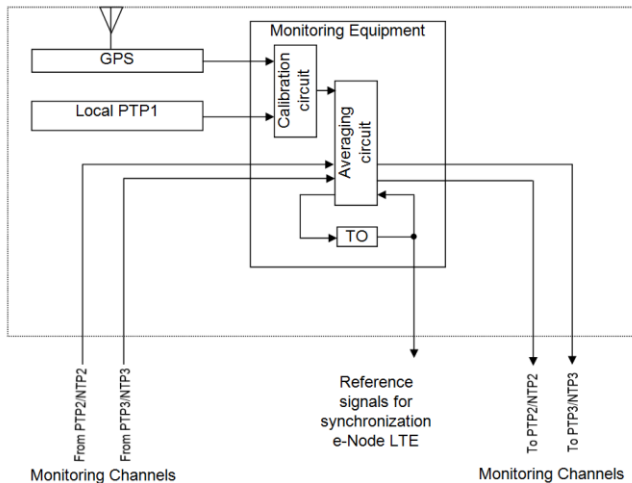 Monitoring Equipment
GPS
Local PTP1
Calibration
circuit
Averaging
circuit
TO
From PTP2/NTP2
From PTP3/NTP3
Reference
signals for
synchronization
e-Node LTE
To PTP2/NTP2
To PTP3/NTP3
Monitoring Channels
Monitoring Channels